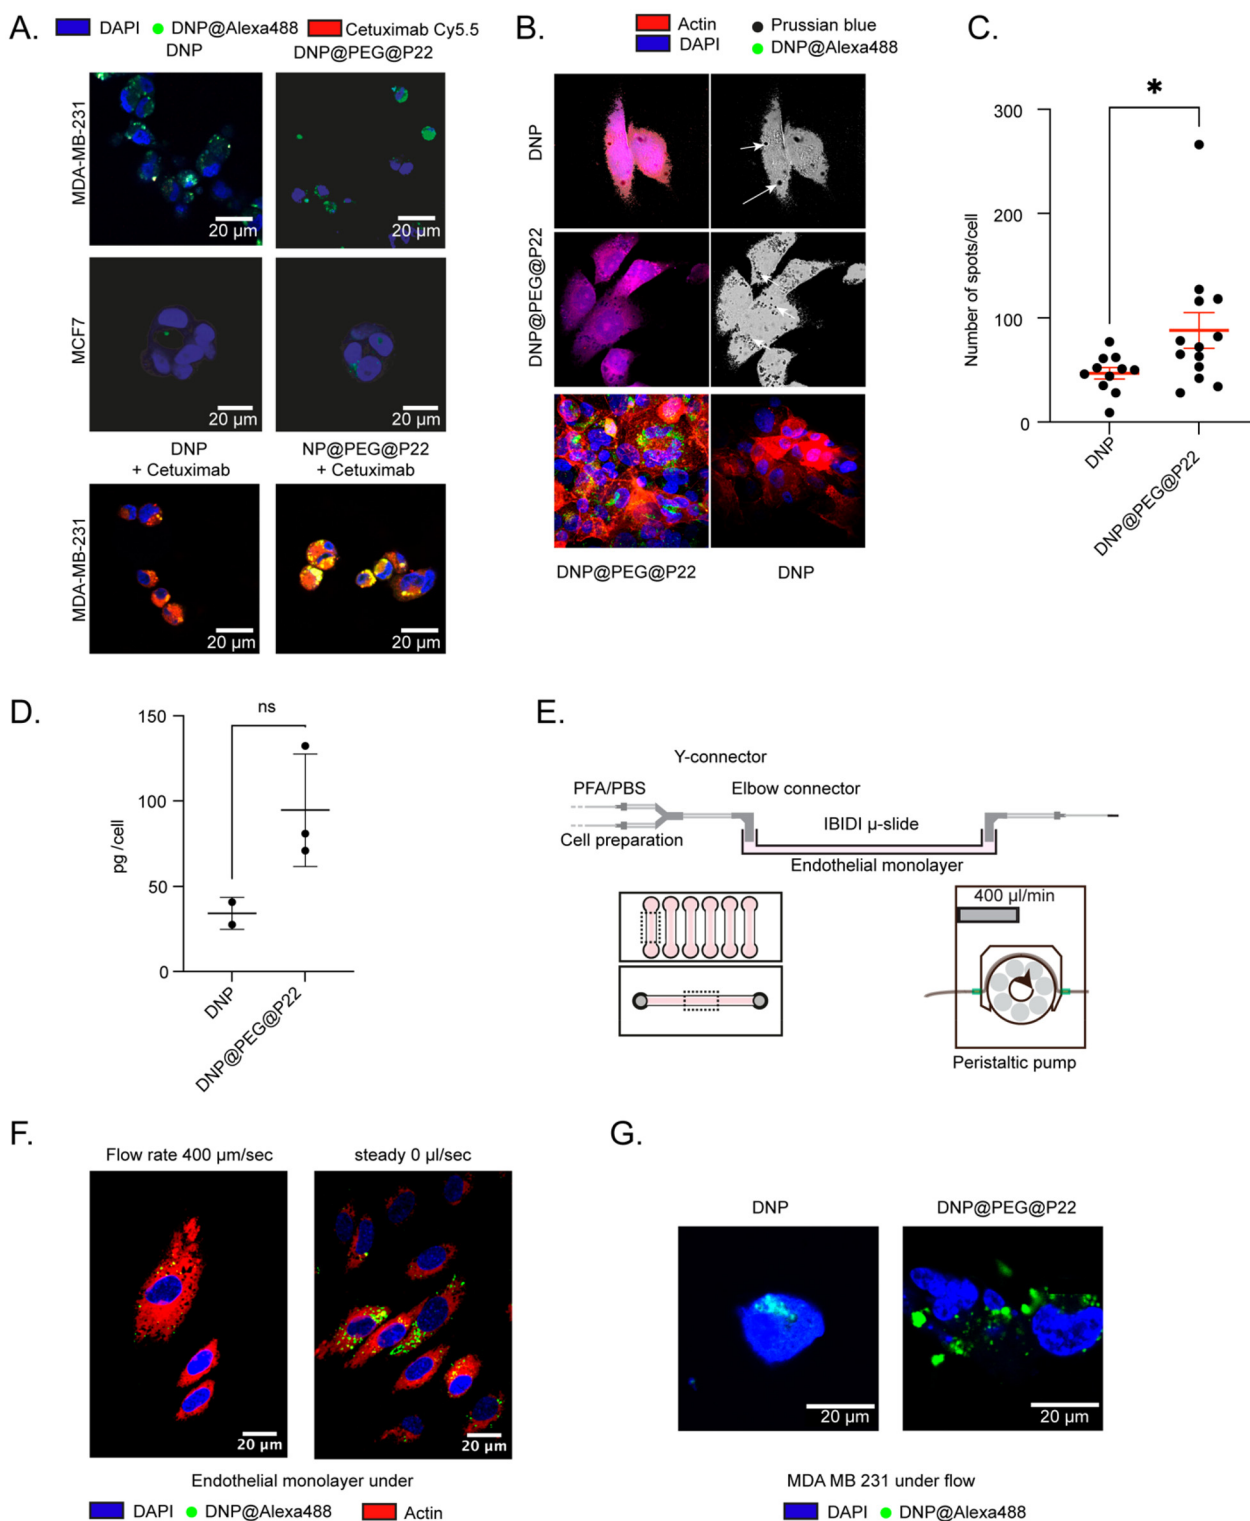 A.
DAPI DNP@Alexa488 Cetuximab Cy5.5
DNP DNP@PEG@P22
MDA-MB-231
20 µm 20 µm
MCF7
20 µm 20 µm
DNP NP@PEG@P22
+ Cetuximab + Cetuximab
MDA-MB-231
20 µm 20 µm
B.
Actin Prussian blue
DAPI DNP@Alexa488
DNP
DNP@PEG@P22
DNP@PEG@P22 DNP
C.
*
300
200
100
0
Number of spots/cell
DNP
DNP@PEG@P22
D.
ns
150
100
50
0
pg /cell
DNP
DNP@PEG@P22
E.
Y-connector
PFA/PBS Elbow connector
IBIDI µ-slide
Cell preparation
Endothelial monolayer
400 µl/min
Peristaltic pump
F.
Flow rate 400 µm/sec steady 0 µl/sec
20 µm 20 µm
Endothelial monolayer under
DAPI DNP@Alexa488 Actin
G.
DNP DNP@PEG@P22
20 µm 20 µm
MDA MB 231 under flow
DAPI DNP@Alexa488